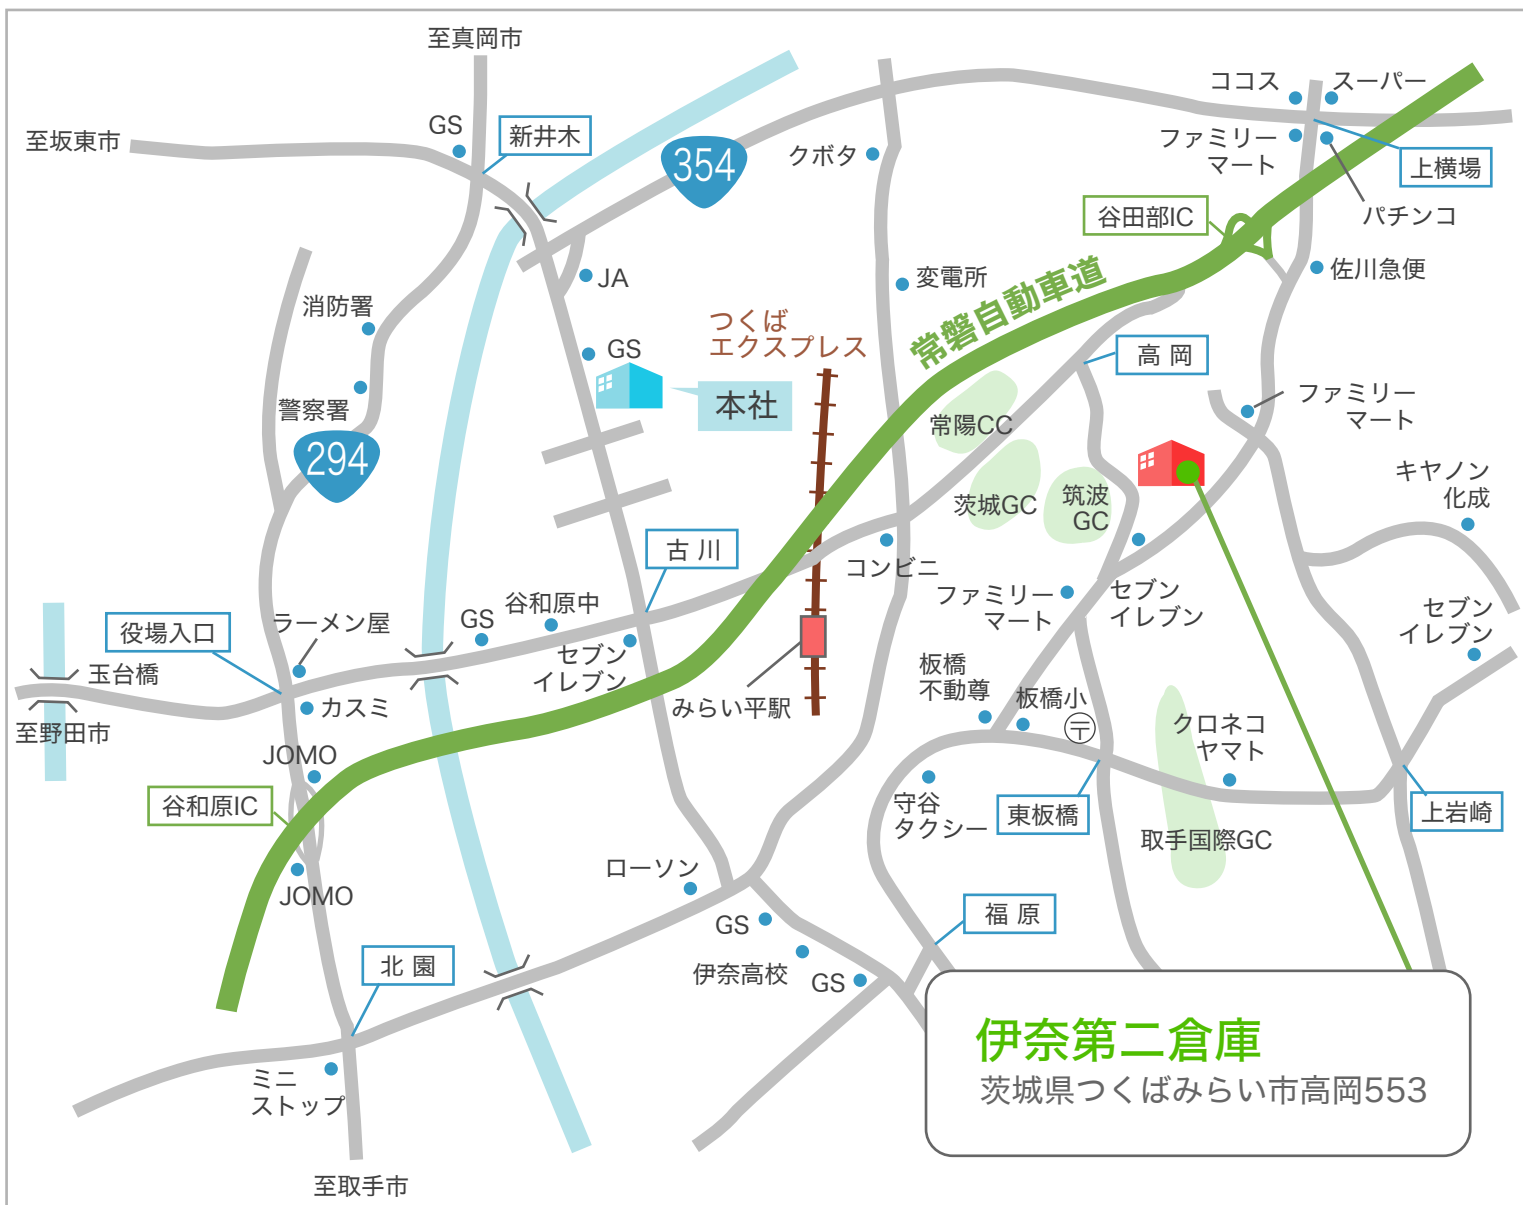 至真岡市
至坂東市
GS
新井木
354
クボタ
ココス
スーパー
ファミリー
マート
上横場
パチンコ
谷田部IC
佐川急便
消防署
JA
変電所
つくば
エクスプレス
常磐自動車道
GS
本社
高岡
警察署
294
常陽CC
ファミリー
マート
茨城GC
筑波
GC
キヤノン
化成
古川
コンビニ
役場入口
ラーメン屋
GS
谷和原中
セブン
イレブン
ファミリー
マート
セブン
イレブン
セブン
イレブン
玉台橋
至野田市
カスミ
みらい平駅
板橋
不動尊
板橋小
〒
クロネコ
ヤマト
JOMO
谷和原IC
守谷
タクシー
東板橋
上岩崎
取手国際GC
JOMO
ローソン
GS
福原
北園
伊奈高校
GS
ミニ
ストップ
至取手市
伊奈第二倉庫
茨城県つくばみらい市高岡553